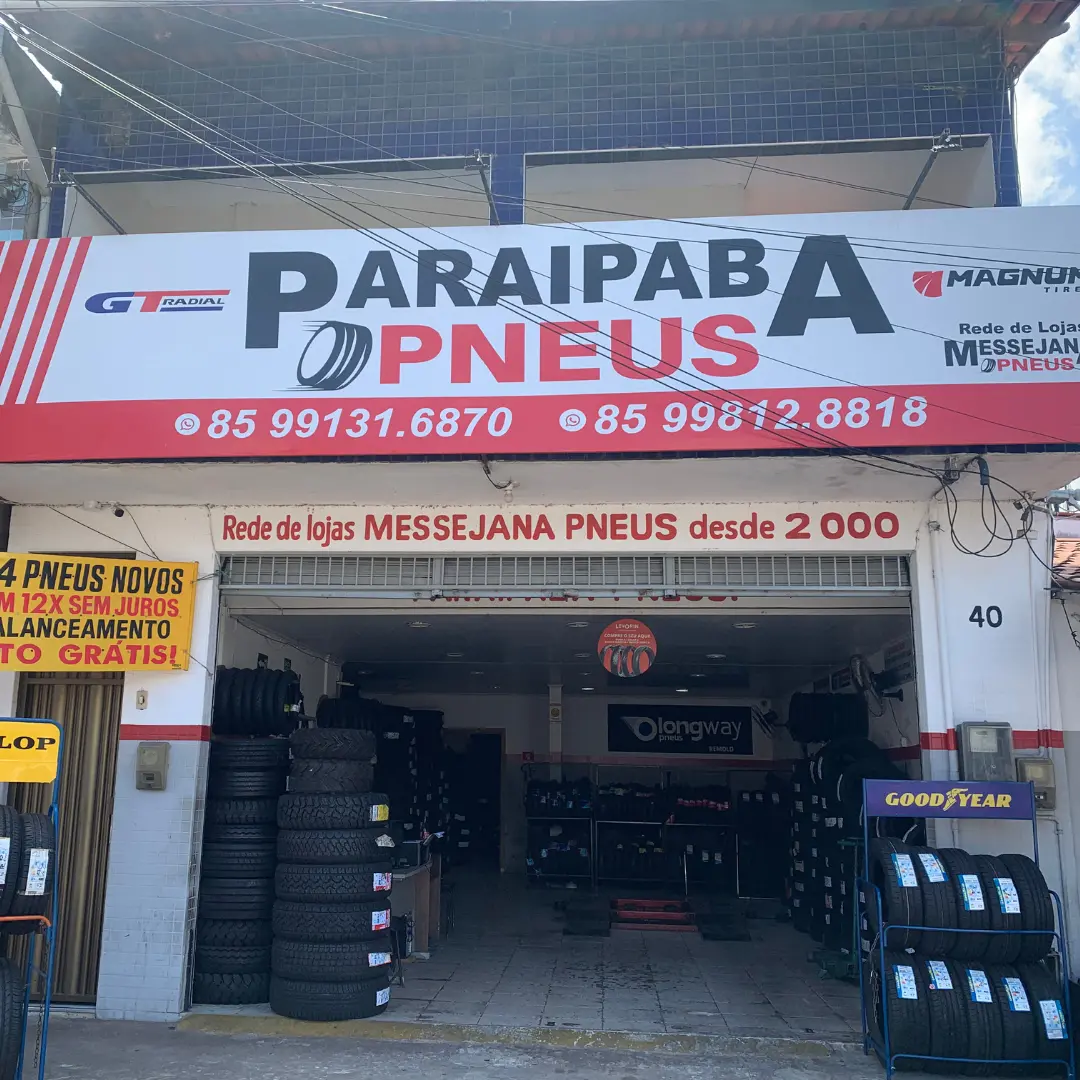 PARAIPABA
PNEUS
GT RADIAL
MAGNUM
TIRE
Rede de Lojas
MESSEJANA
PNEUS
85 99131.6870
85 99812.8818
Rede de lojas MESSEJANA PNEUS desde 2 000
4 PNEUS NOVOS
M 12X SEM JUROS
ALANCEAMENTO
TO GRÁTIS!
40
LOP
longway
pneus
REMOLD
GOODYEAR